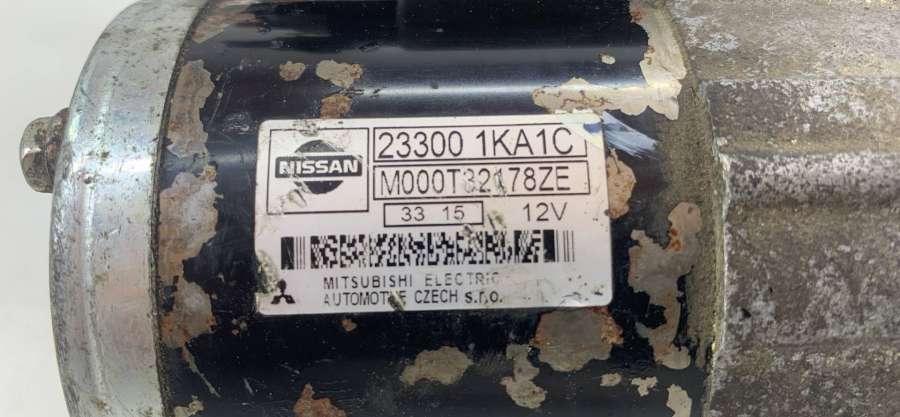 NISSAN
23300 1KA1C
M000T32178ZE
33 15
12V
MITSUBISHI ELECTRIC
AUTOMOTIVE CZECH s.r.o.